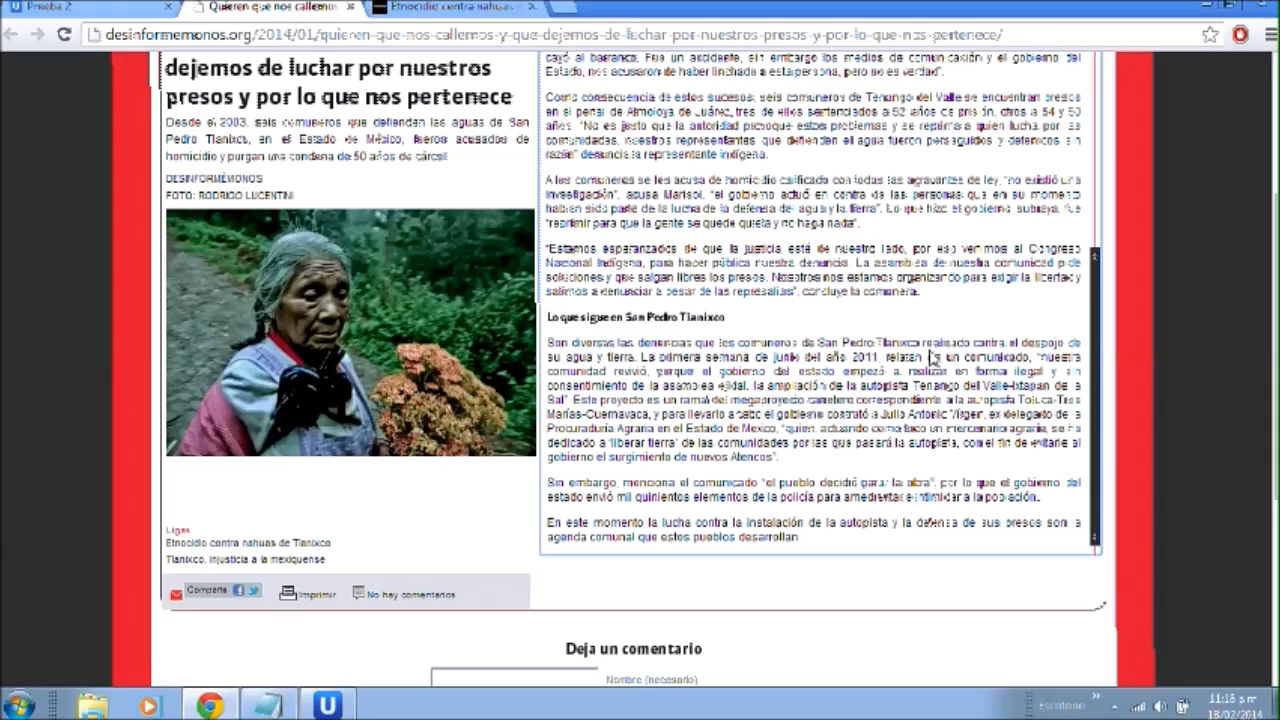 Prueba 2
Quieren que nos callemos
Etnocidio contra nahuas
desinformemonos.org/2014/01/quieren-que-nos-callemos-y-que-dejemos-de-luchar-por-nuestros-presos-y-por-lo-que-nos-pertenece/
dejemos de luchar por nuestros
presos y por lo que nos pertenece
Desde el 2003, seis comuneros que defendían las aguas de San
Pedro Tlanixco, en el Estado de México, fueron acusados de
homicidio y purgan una condena de 50 años de cárcel
DESINFORMÉMONOS
FOTO: RODRIGO LUCENTINI
Ligas
Etnocidio contra nahuas de Tlanixco
Tlanixco, injusticia a la mexiquense
Comparte
Imprimir
No hay comentarios
cayó al barranco. Fue un accidente, sin embargo los medios de comunicación y el gobierno del
Estado, nos acusaron de haber linchado a esta persona, pero no es verdad".
Como consecuencia de estos sucesos, seis comuneros de Tenango del Valle se encuentran presos
en el penal de Almoloya de Juárez, tres de ellos sentenciados a 52 años de prisión, otros a 54 y 50
años. "No es justo que la autoridad provoque estos problemas y se reprima a quien lucha por las
comunidades, nuestros representantes que defienden el agua fueron perseguidos y detenidos sin
razón" denuncia la representante indígena.
A los comuneros se les acusa de homicidio calificado con todas las agravantes de ley, "no existió una
investigación", acusa Marisol, "el gobierno actuó en contra de las personas que en su momento
habían sido parte de la lucha de la defensa del agua y la tierra". Lo que hizo el gobierno subraya, fue
"reprimir para que la gente se quede quieta y no haga nada".
"Estamos esperanzados de que la justicia esté de nuestro lado, por eso venimos al Congreso
Nacional Indígena, para hacer pública nuestra denuncia. La asamblea de nuestra comunidad pide
soluciones y que salgan libres los presos. Nosotros nos estamos organizando para exigir la libertad y
salimos a denunciar a pesar de las represalias", concluye la comunera.
Lo que sigue en San Pedro Tlanixco
Son diversas las denuncias que los comuneros de San Pedro Tlanixco realizado contra el despojo de
su agua y tierra. La primera semana de junio del año 2011, relatan en un comunicado, "nuestra
comunidad revivió, porque el gobierno del estado empezó a realizar en forma ilegal y sin
consentimiento de la asamblea ejidal, la ampliación de la autopista Tenango del Valle-Ixtapan de la
Sal". Este proyecto es un ramal del megaproyecto carretero correspondiente a la autopista Toluca-Tres
Marías-Cuernavaca, y para llevarlo a cabo el gobierno contrató a Julio Antonio Virgen, ex delegado de la
Procuraduría Agraria en el Estado de México, "quien, actuando como todo un mercenario agrario, se ha
dedicado a 'liberar tierra' de las comunidades por las que pasará la autopista, con el fin de evitarle al
gobierno el surgimiento de nuevos Atencos".
Sin embargo, menciona el comunicado "el pueblo decidió parar la obra", por lo que el gobierno del
estado envió mil quinientos elementos de la policía para amedrentar e intimidar a la población.
En este momento la lucha contra la instalación de la autopista y la defensa de sus presos son la
agenda comunal que estos pueblos desarrollan
Deja un comentario
Nombre (necesario)
Escritorio
11:18 p.m.
18/02/2014